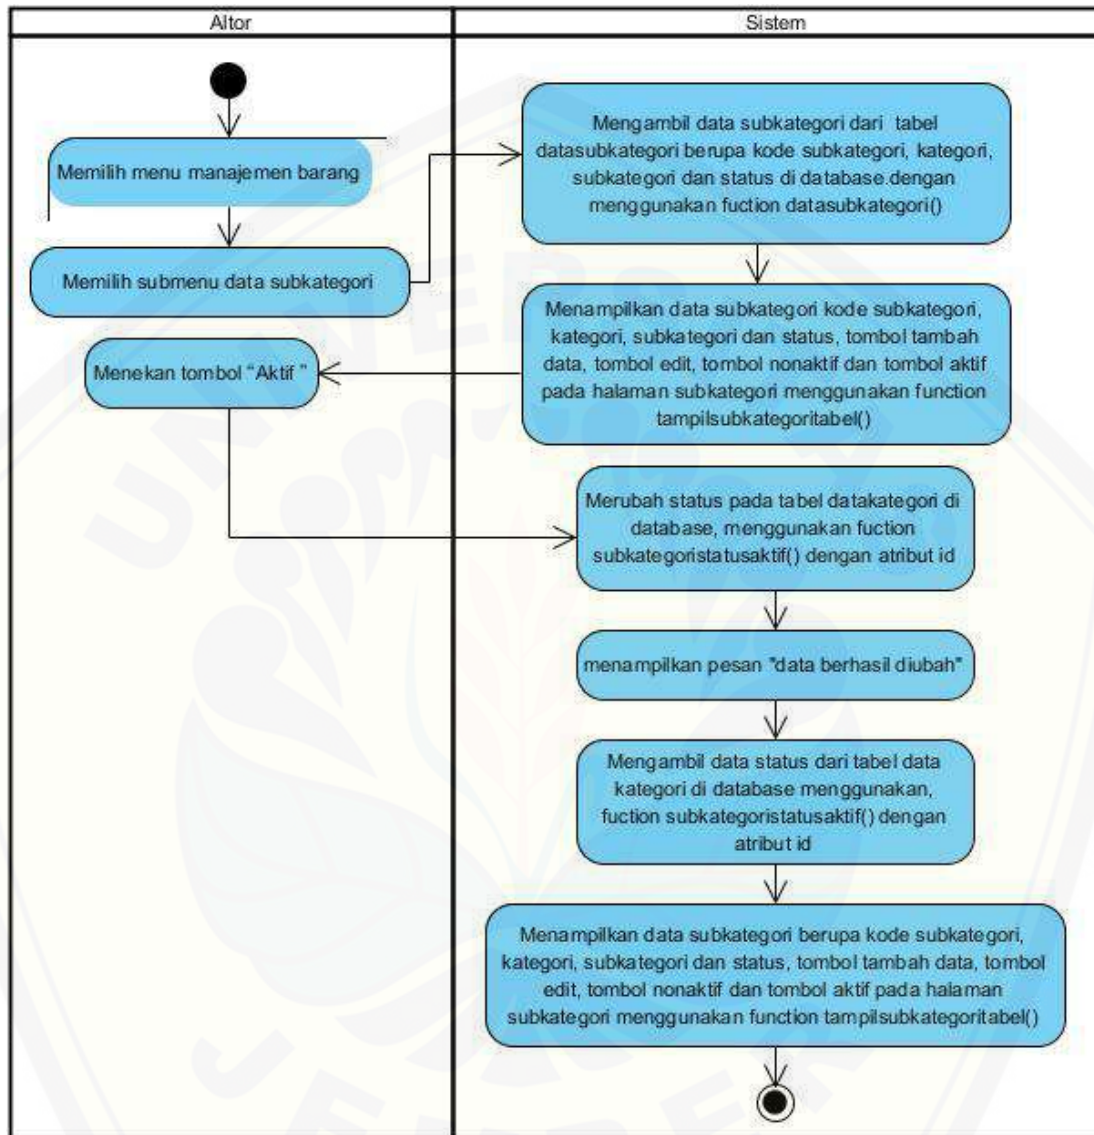 Altor
Sistem
Memilih menu manajemen barang
Memilih submenu data subkategori
Mengambil data subkategori dari tabel
datasubkategori berupa kode subkategori, kategori,
subkategori dan status di database.dengan
menggunakan fuction datasubkategori()
Menampilkan data subkategori kode subkategori,
kategori, subkategori dan status, tombol tambah
data, tombol edit, tombol nonaktif dan tombol aktif
pada halaman subkategori menggunakan function
tampilsubkategoritabel()
Menekan tombol “Aktif ”
Merubah status pada tabel datakategori di
database, menggunakan fuction
subkategoristatusaktif() dengan atribut id
menampilkan pesan "data berhasil diubah"
Mengambil data status dari tabel data
kategori di database menggunakan,
fuction subkategoristatusaktif() dengan
atribut id
Menampilkan data subkategori berupa kode subkategori,
kategori, subkategori dan status, tombol tambah data, tombol
edit, tombol nonaktif dan tombol aktif pada halaman
subkategori menggunakan function tampilsubkategoritabel()